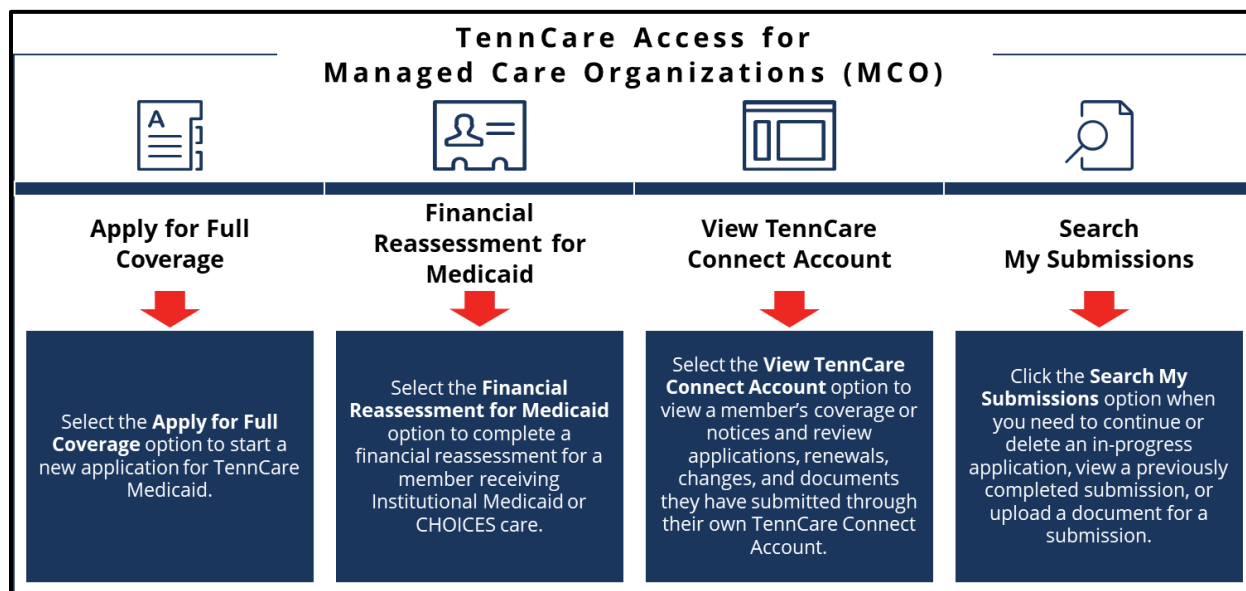 TennCare Access for
Managed Care Organizations (MCO)
A
Apply for Full
Coverage
Financial
Reassessment for
Medicaid
View TennCare
Connect Account
Search
My Submissions
Select the Apply for Full
Coverage option to start a
new application for TennCare
Medicaid.
Select the Financial
Reassessment for Medicaid
option to complete a
financial reassessment for a
member receiving
Institutional Medicaid or
CHOICES care.
Select the View TennCare
Connect Account option to
view a member's coverage or
notices and review
applications, renewals,
changes, and documents
they have submitted through
their own TennCare Connect
Account.
Click the Search My
Submissions option when
you need to continue or
delete an in-progress
application, view a previously
completed submission, or
upload a document for a
submission.